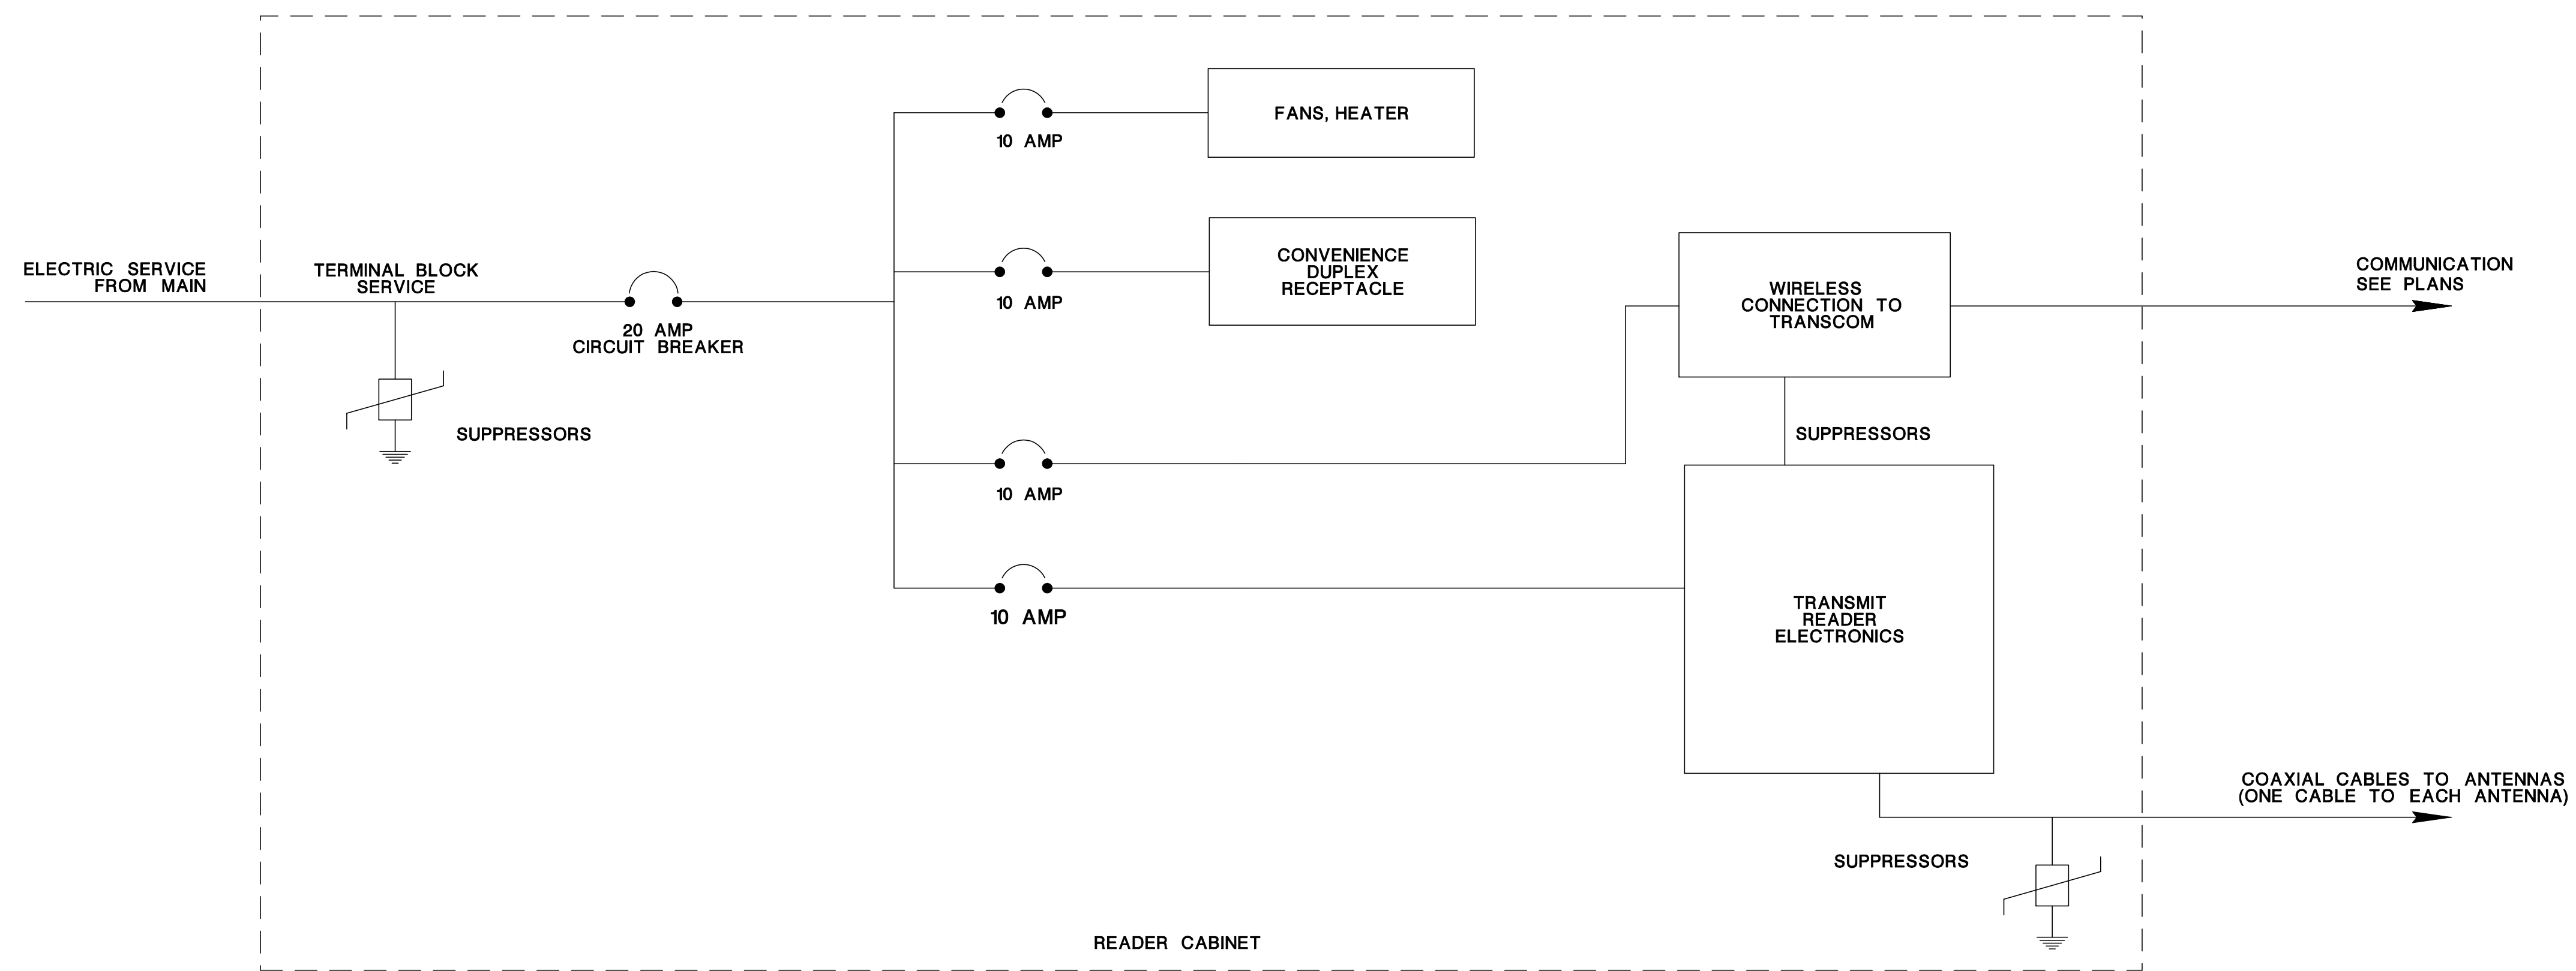 FANS, HEATER
10 AMP
ELECTRIC SERVICE
FROM MAIN
TERMINAL BLOCK
SERVICE
20 AMP
CIRCUIT BREAKER
SUPPRESSORS
10 AMP
CONVENIENCE
DUPLEX
RECEPTACLE
WIRELESS
CONNECTION TO
TRANSCOM
COMMUNICATION
SEE PLANS
10 AMP
SUPPRESSORS
10 AMP
TRANSMIT
READER
ELECTRONICS
COAXIAL CABLES TO ANTENNAS
(ONE CABLE TO EACH ANTENNA)
SUPPRESSORS
READER CABINET